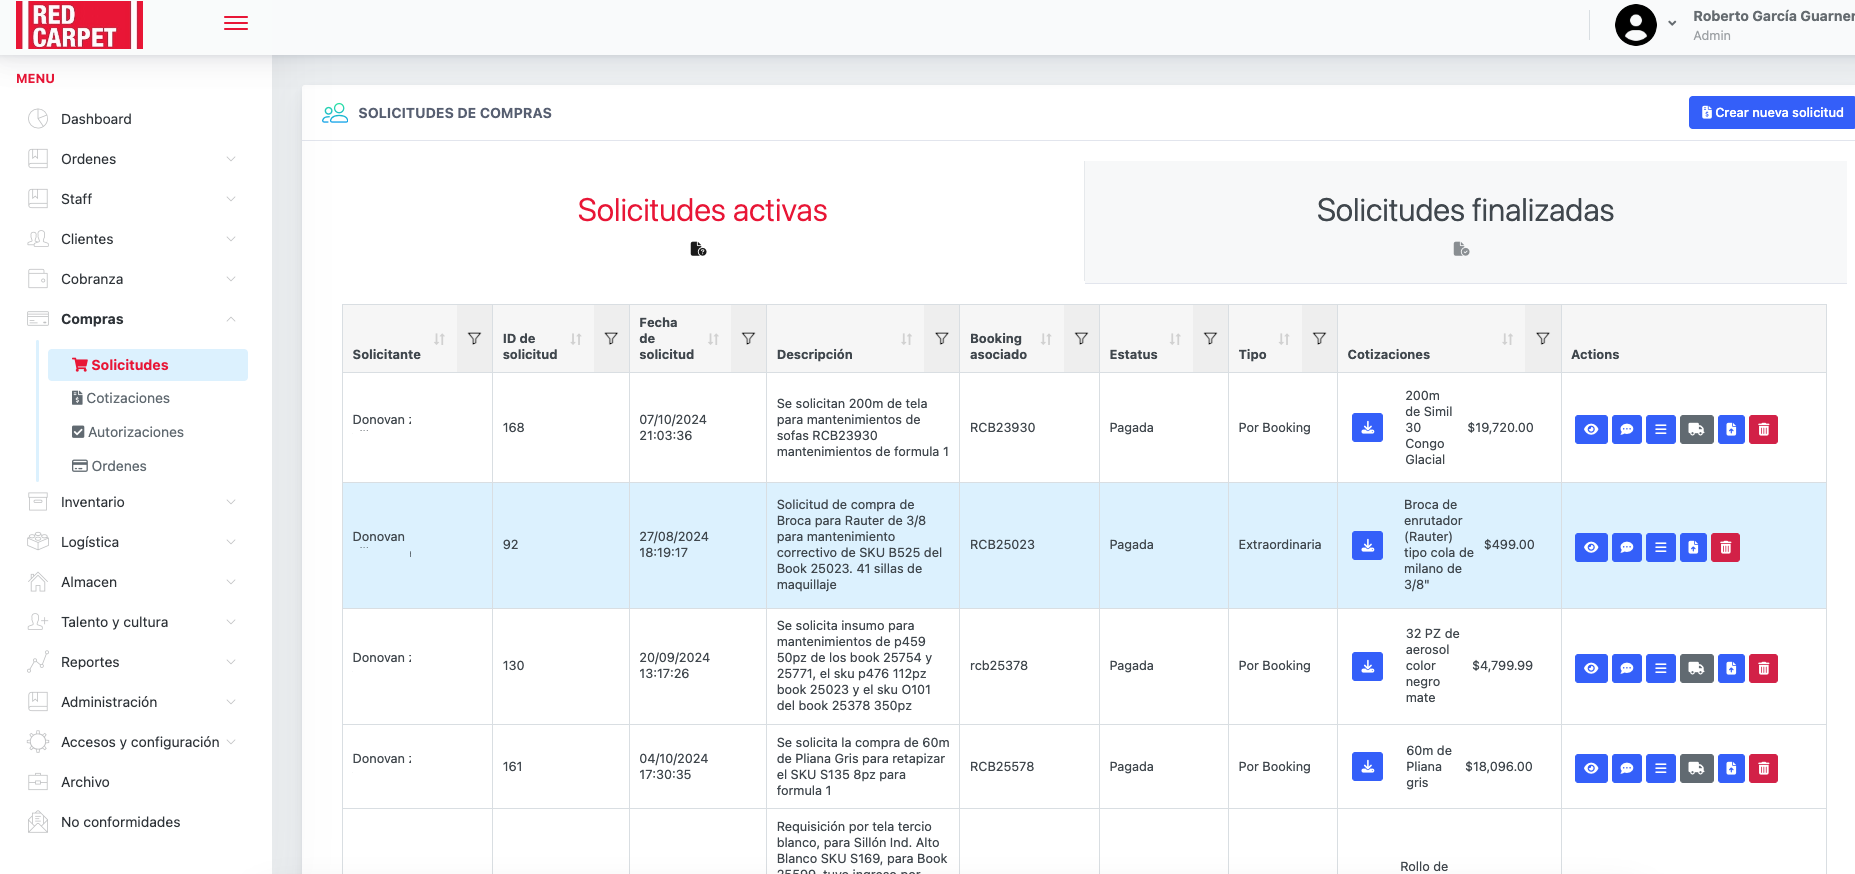 RED
CARPET
Roberto García Guarner
Admin
MENU
Dashboard
Ordenes
Staff
Clientes
Cobranza
Compras
Solicitudes
Cotizaciones
Autorizaciones
Ordenes
Inventario
Logística
Almacen
Talento y cultura
Reportes
Administración
Accesos y configuración
Archivo
No conformidades
SOLICITUDES DE COMPRAS
Crear nueva solicitud
Solicitudes activas
Solicitudes finalizadas
Solicitante
ID de
solicitud
Fecha
de
solicitud
Descripción
Booking
asociado
Estatus
Tipo
Cotizaciones
Actions
Donovan
168
07/10/2024
21:03:36
Se solicitan 200m de tela
para mantenimientos de
sofas RCB23930
mantenimientos de formula 1
RCB23930
Pagada
Por Booking
200m
de Simil
30
Congo
Glacial
$19,720.00
Donovan
92
27/08/2024
18:19:17
Solicitud de compra de
Broca para Rauter de 3/8
para mantenimiento
correctivo de SKU B525 del
Book 25023. 41 sillas de
maquillaje
RCB25023
Pagada
Extraordinaria
Broca de
enrutador
(Rauter)
tipo cola de
milano de
3/8"
$499.00
Donovan
130
20/09/2024
13:17:26
Se solicita insumo para
mantenimientos de p459
50pz de los book 25754 y
25771, el sku p476 112pz
book 25023 y el sku O101
del book 25378 350pz
rcb25378
Pagada
Por Booking
32 PZ de
aerosol
color
negro
mate
$4,799.99
Donovan
161
04/10/2024
17:30:35
Se solicita la compra de 60m
de Pliana Gris para retapizar
el SKU S135 8pz para
formula 1
RCB25578
Pagada
Por Booking
60m de
Pliana
gris
$18,096.00
Requisición por tela tercio
blanco, para Sillón Ind. Alto
Blanco SKU S169, para Book
25599, tuvo ingreso por
Rollo de